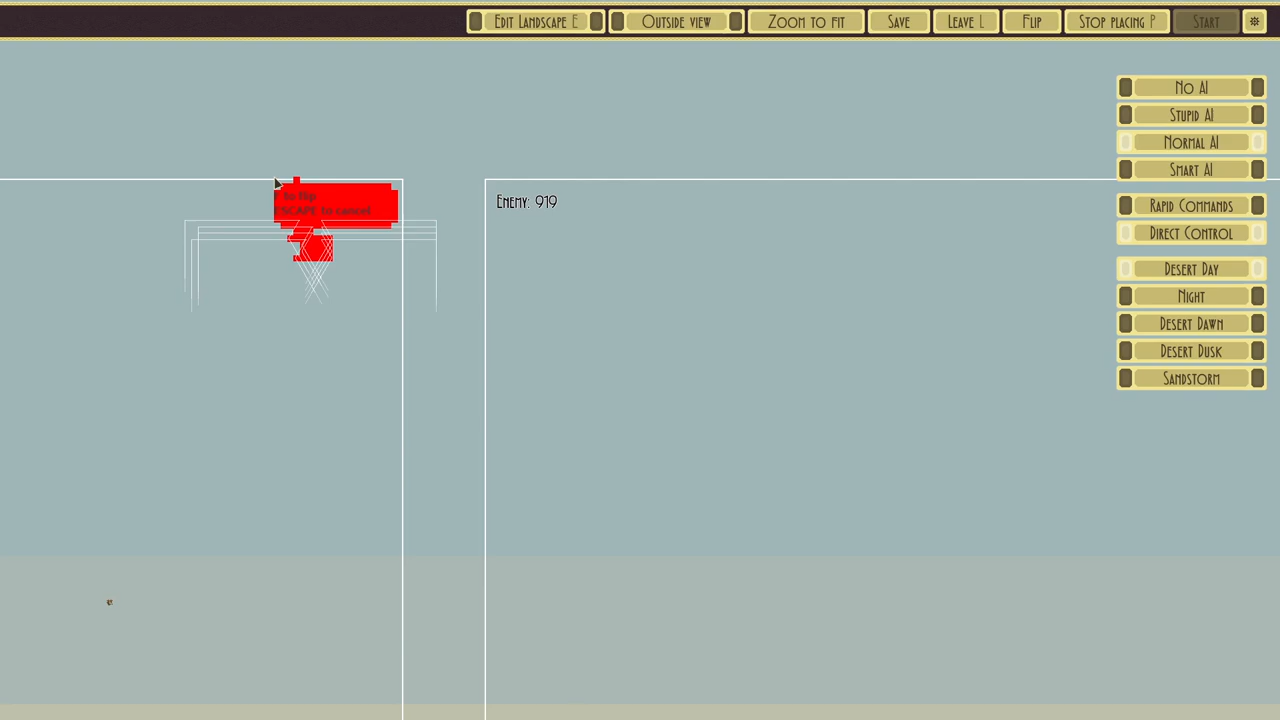 Edit Landscape E
Outside view
Zoom to fit
Save
Leave L
Flip
Stop placing P
Start
No AI
Stupid AI
Normal AI
Smart AI
Rapid Commands
Direct Control
Desert Day
Night
Desert Dawn
Desert Dusk
Sandstorm
F to flip
ESCAPE to cancel
Enemy: 919